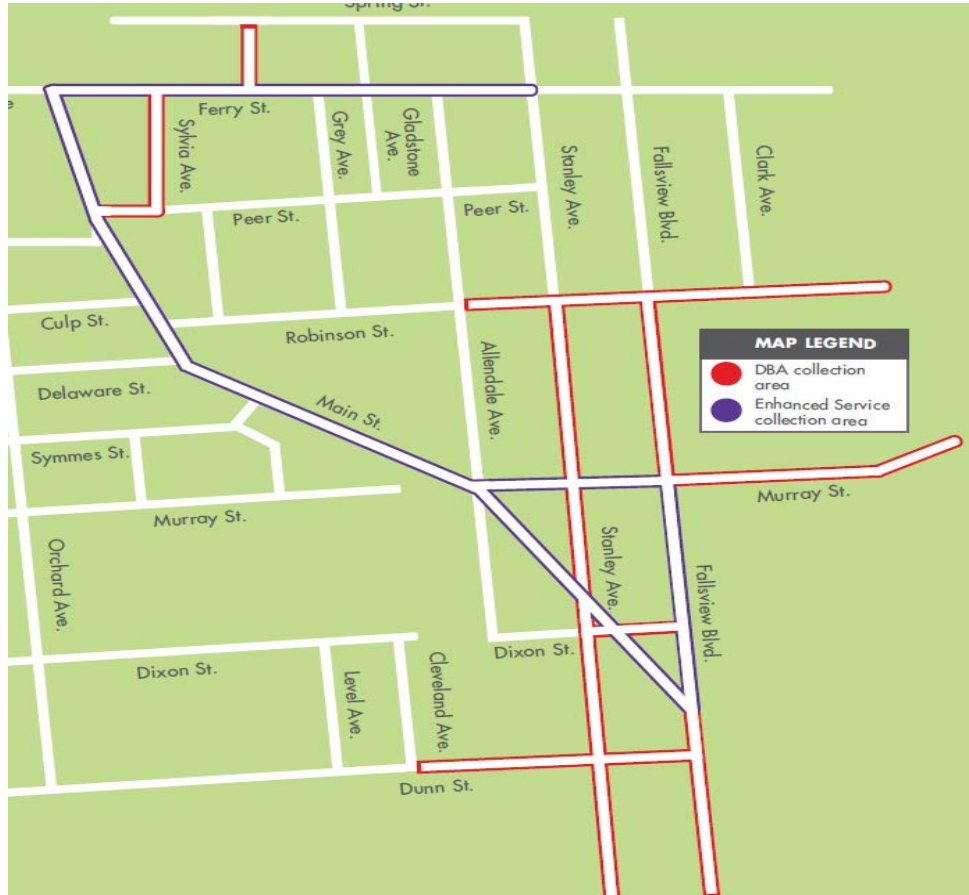 Spring St.
Ferry St.
Sylvia Ave.
Grey Ave.
Gladstone
Ave.
Stanley Ave.
Fallsview Blvd.
Clark Ave.
Peer St.
Peer St.
Culp St.
Robinson St.
Allendale Ave.
MAP LEGEND
DBA collection
area
Enhanced Service
collection area
Delaware St.
Main St.
Symmes St.
Murray St.
Murray St.
Orchard Ave.
Stanley Ave.
Fallsview Blvd.
Dixon St.
Dixon St.
Level Ave.
Cleveland Ave.
Dunn St.